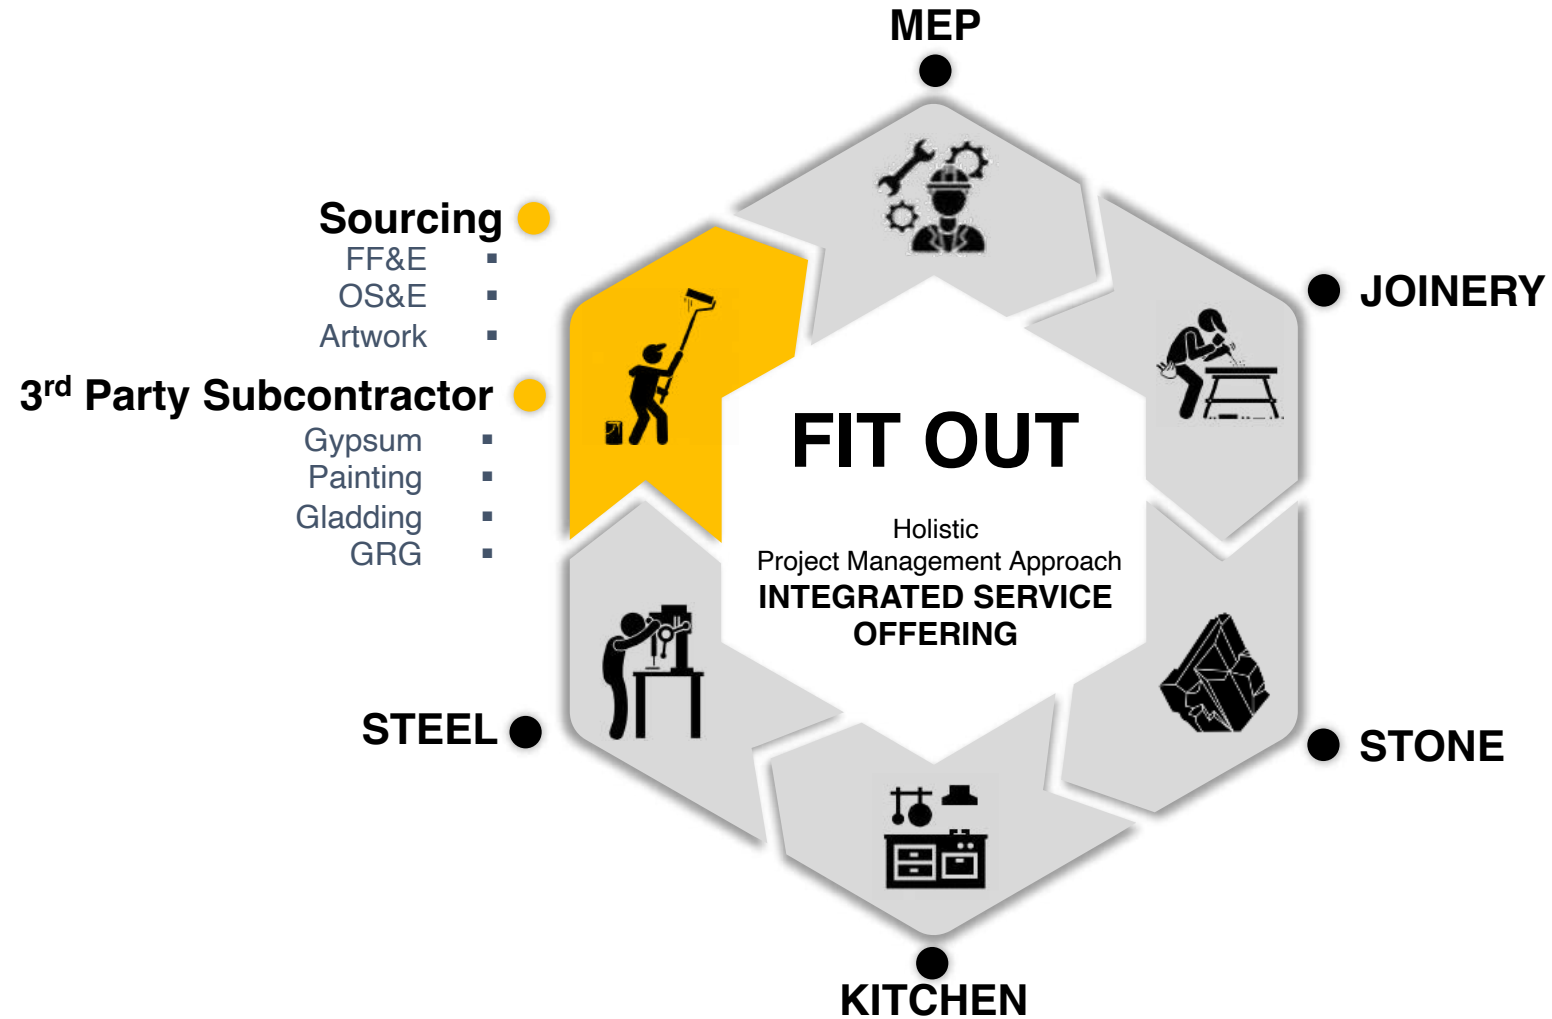 MEP
Sourcing
FF&E
OS&E
Artwork
3rd Party Subcontractor
Gypsum
Painting
Gladding
GRG
JOINERY
FIT OUT
Holistic
Project Management Approach
INTEGRATED SERVICE
OFFERING
STEEL
STONE
KITCHEN